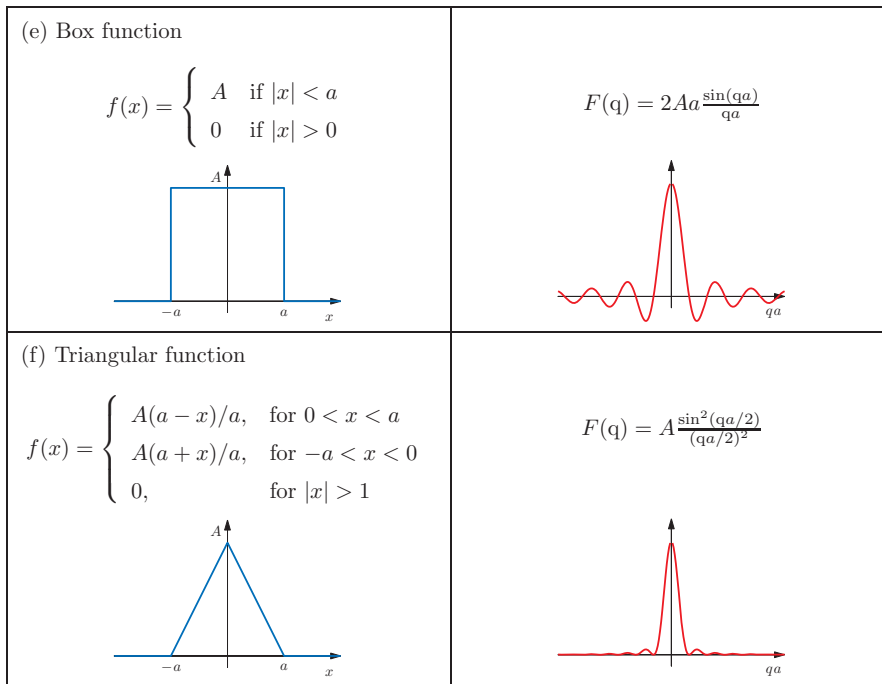 (e) Box function
f(x) = { A if |x| < a
0 if |x| > 0
A
−a a x
F(q) = 2Aa sin(qa)/qa
qa
(f) Triangular function
f(x) = { A(a − x)/a, for 0 < x < a
A(a + x)/a, for −a < x < 0
0, for |x| > 1
A
−a a x
F(q) = A sin²(qa/2)/(qa/2)²
qa